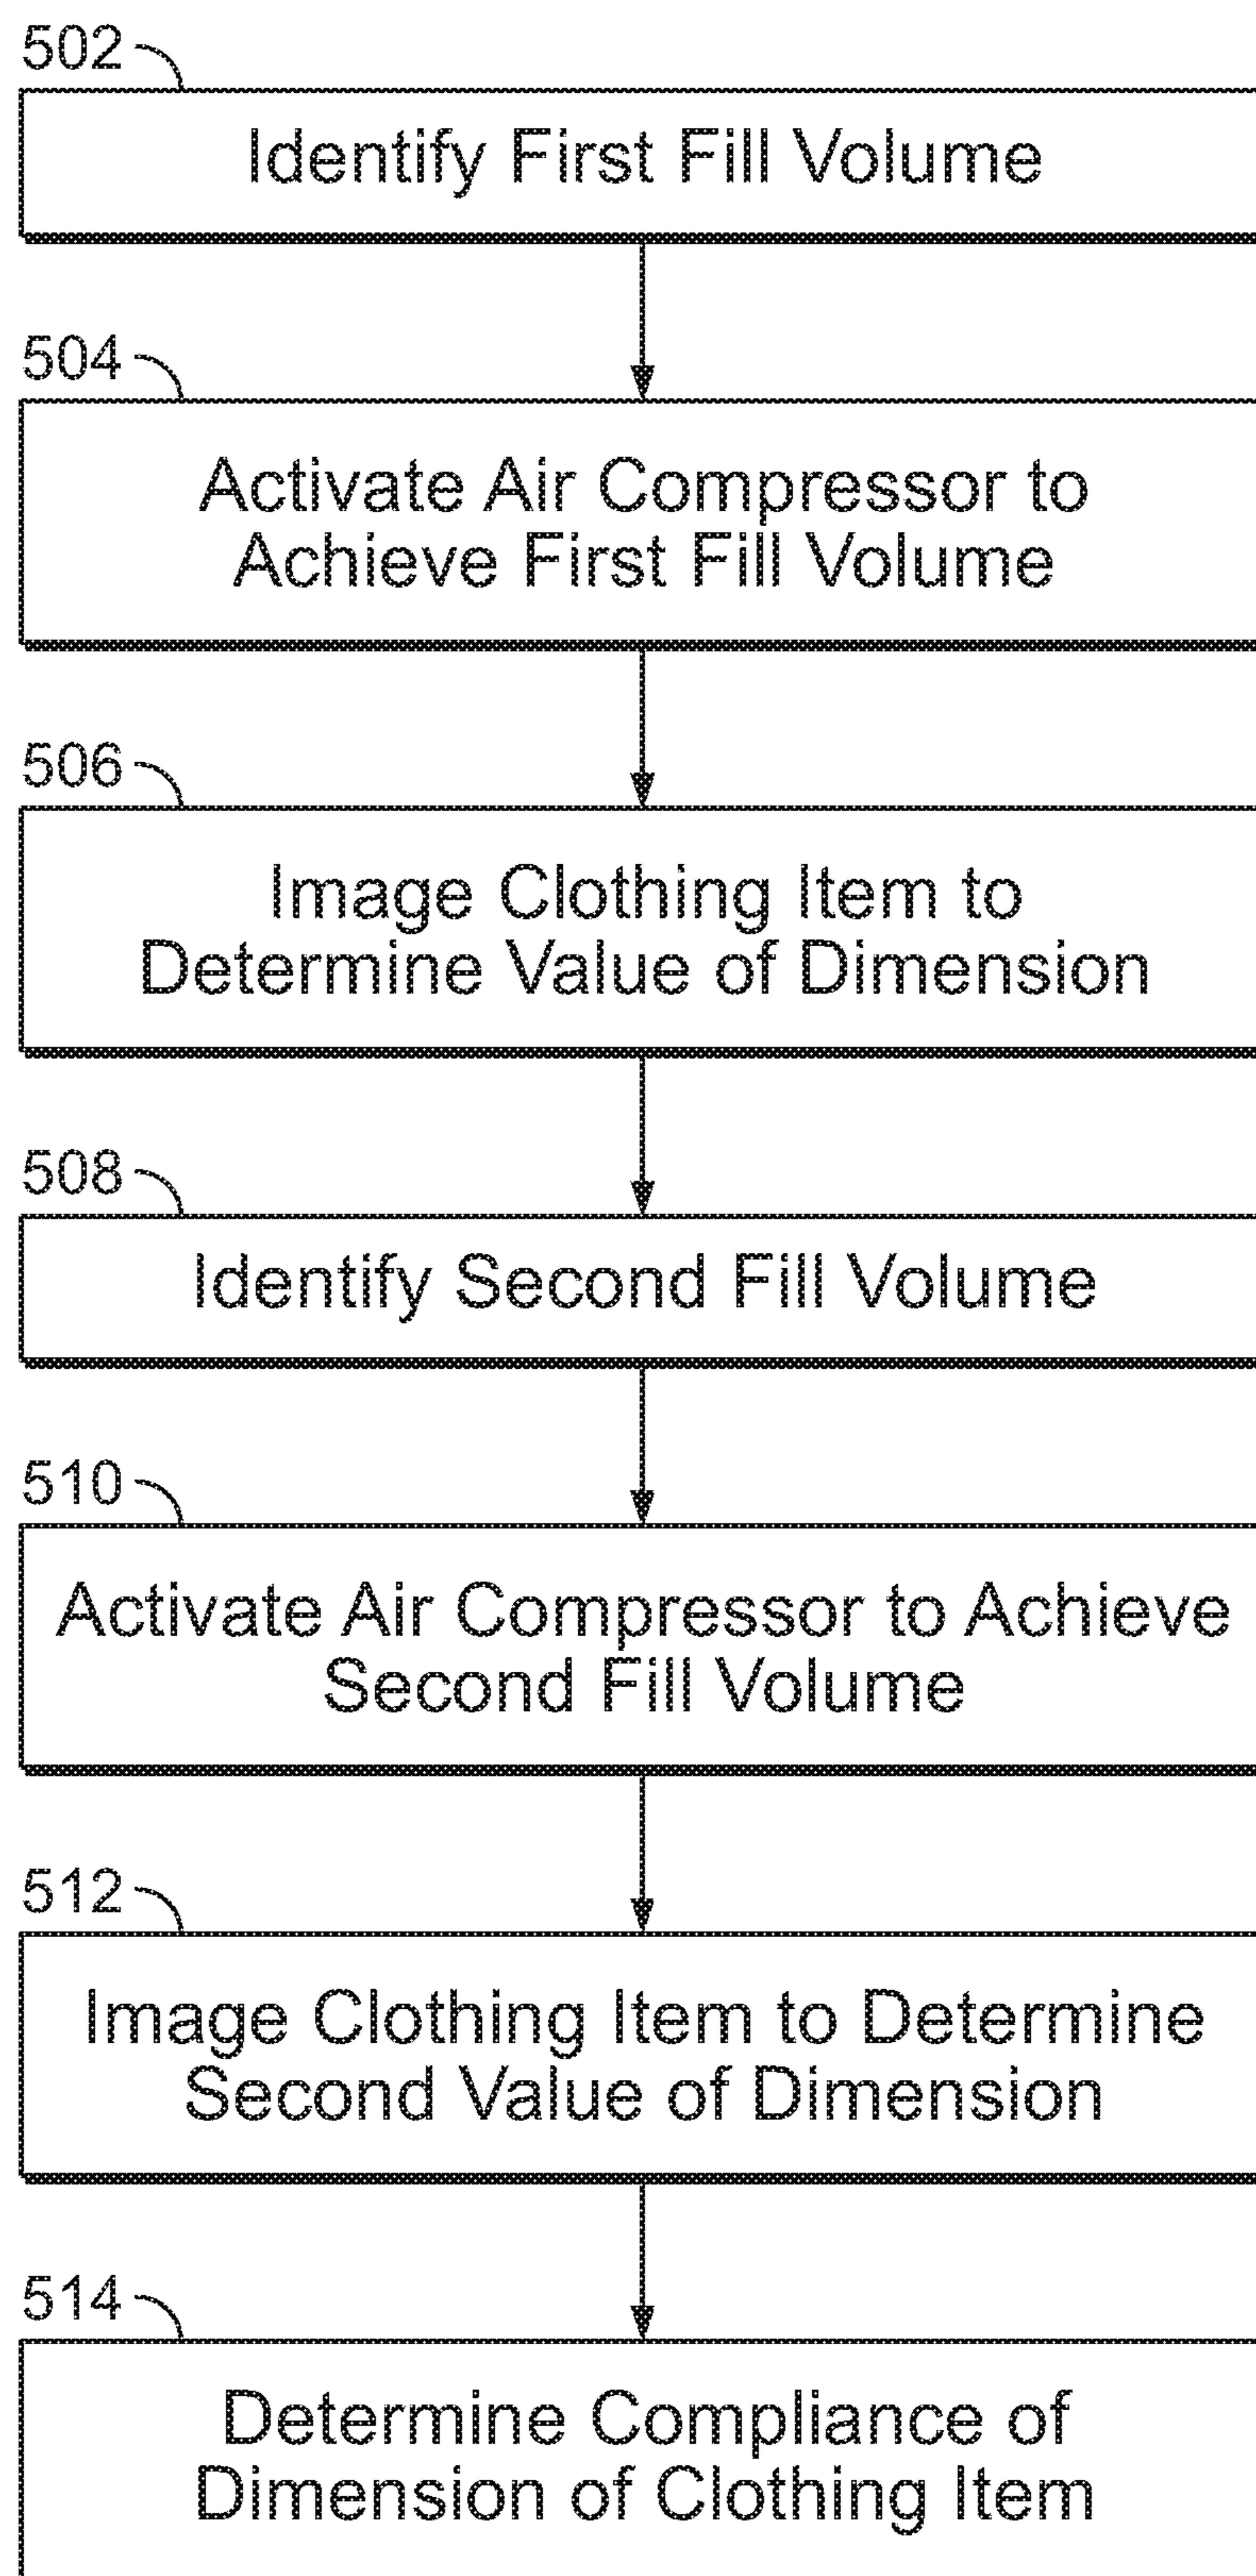 502
Identify First Fill Volume
504
Activate Air Compressor to
Achieve First Fill Volume
506
Image Clothing Item to
Determine Value of Dimension
508
Identify Second Fill Volume
510
Activate Air Compressor to Achieve
Second Fill Volume
512
Image Clothing Item to Determine
Second Value of Dimension
514
Determine Compliance of
Dimension of Clothing Item